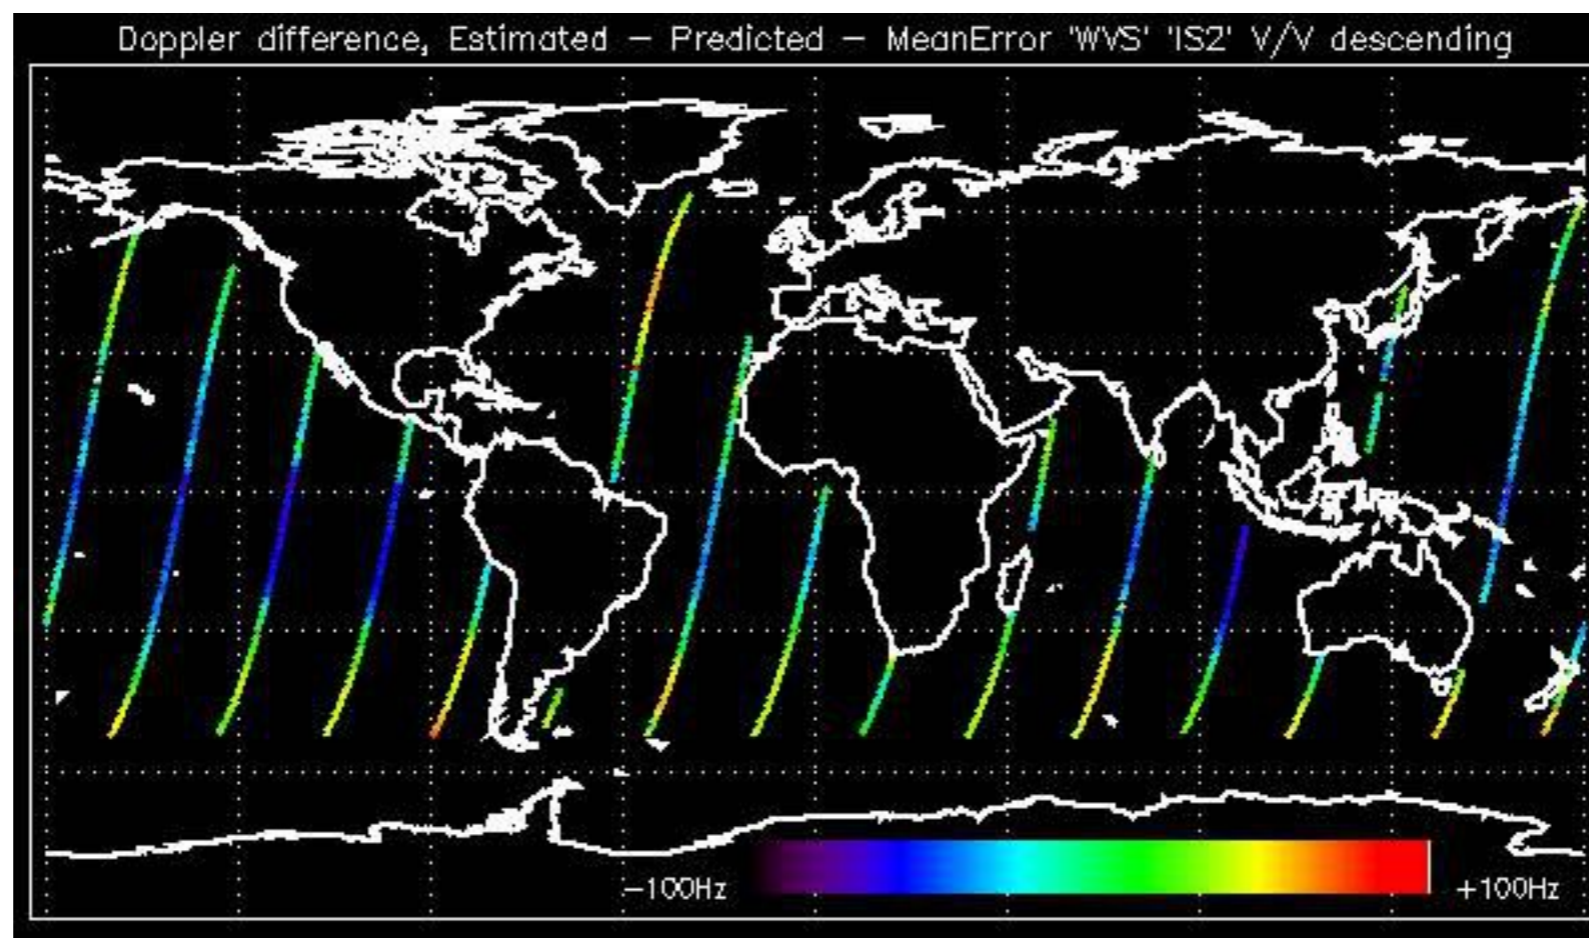 Doppler difference, Estimated – Predicted – MeanError 'WVS' 'IS2' V/V descending
-100Hz
+100Hz